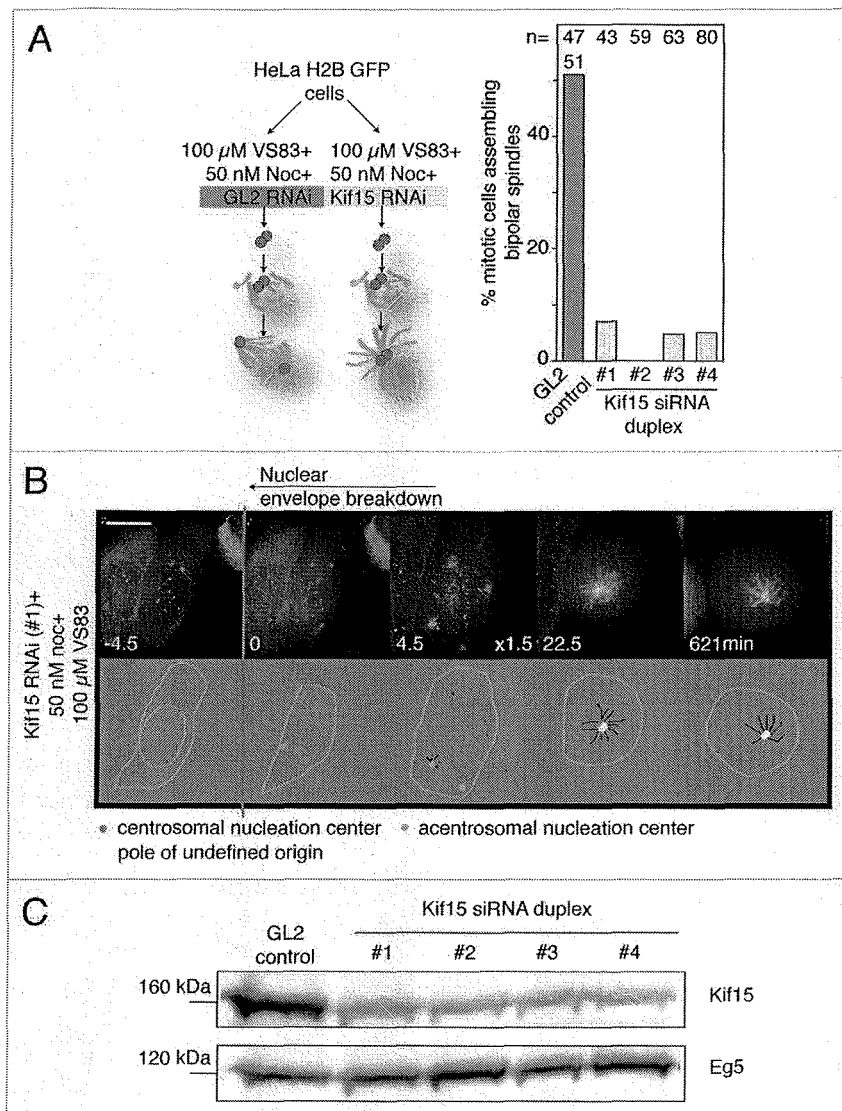 A
HeLa H2B GFP
cells
100 µM VS83+
50 nM Noc+
GL2 RNAi
100 µM VS83+
50 nM Noc+
Kif15 RNAi
n= 47 43 59 63 80
51
% mitotic cells assembling
bipolar spindles
40
20
0
GL2
control
#1 #2 #3 #4
Kif15 siRNA
duplex
B
Nuclear
envelope breakdown
Kif15 RNAi (#1)+
50 nM noc+
100 µM VS83
-4.5 0 4.5 x1.5 22.5 621min
centrosomal nucleation center
acentrosomal nucleation center
pole of undefined origin
C
Kif15 siRNA duplex
GL2
control
#1 #2 #3 #4
160 kDa
Kif15
120 kDa
Eg5